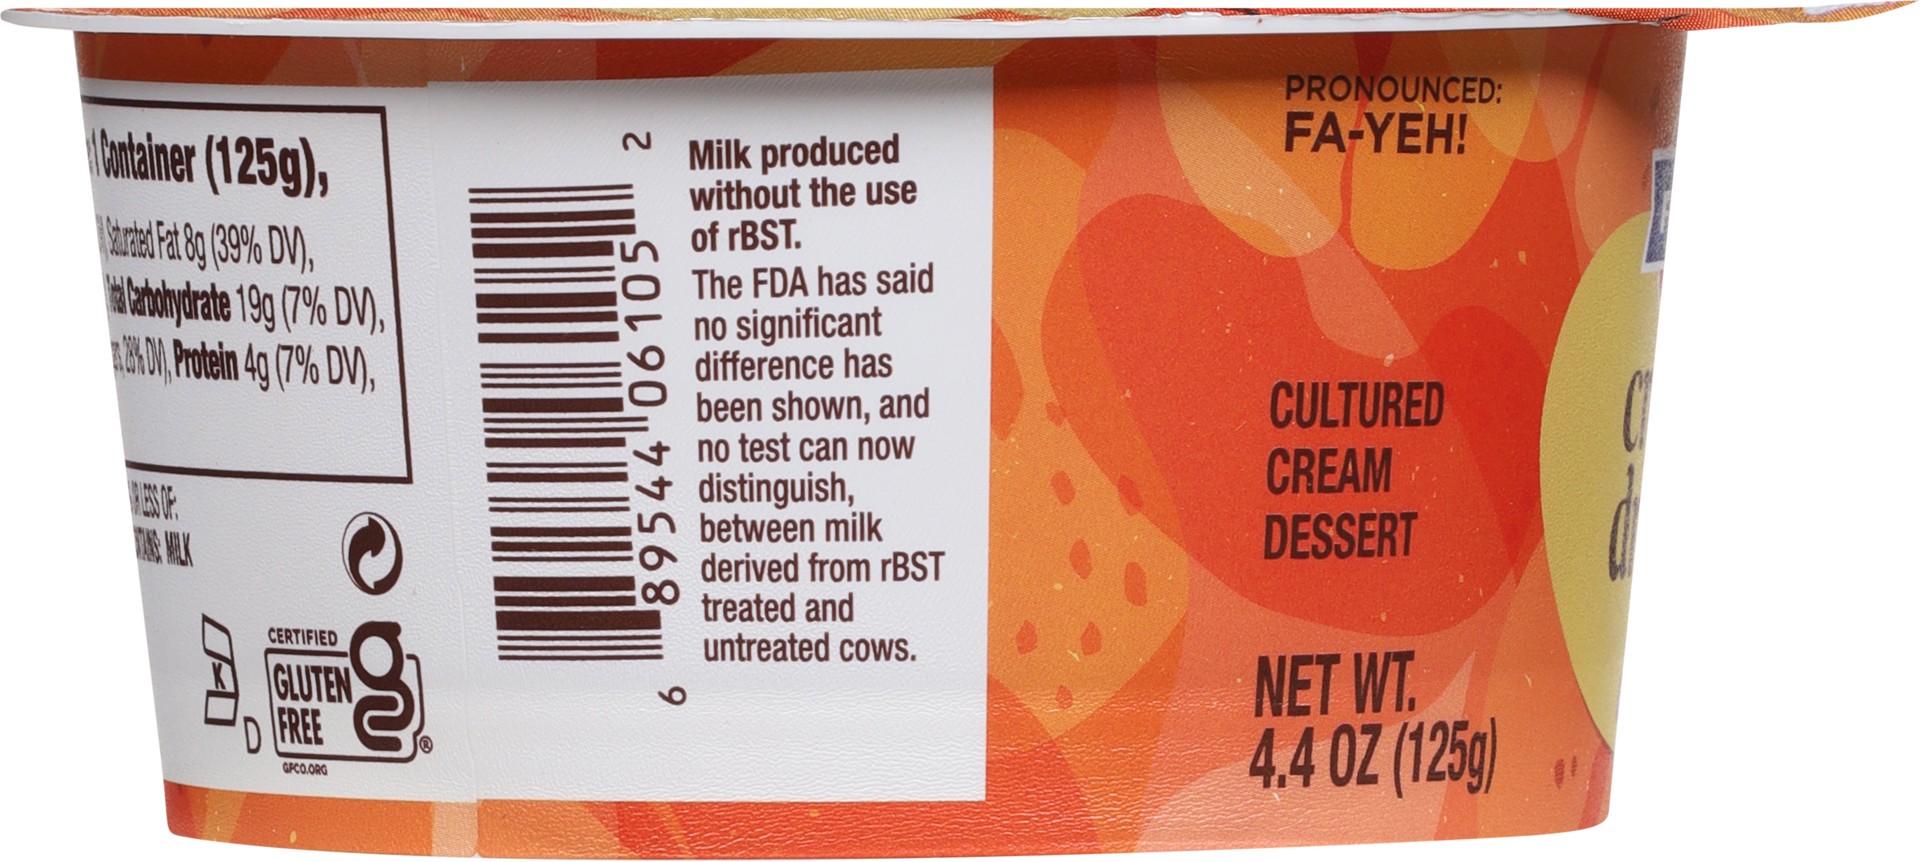 1 Container (125g),
Saturated Fat 8g (39% DV),
Total Carbohydrate 19g (7% DV),
28% DV), Protein 4g (7% DV),
OR LESS OF:
MILK
K
D
CERTIFIED
GLUTEN
FREE
g
®
GFCO.ORG
6 89544 06105 2
Milk produced
without the use
of rBST.
The FDA has said
no significant
difference has
been shown, and
no test can now
distinguish,
between milk
derived from rBST
treated and
untreated cows.
PRONOUNCED:
FA-YEH!
CULTURED
CREAM
DESSERT
NET WT.
4.4 OZ (125g)